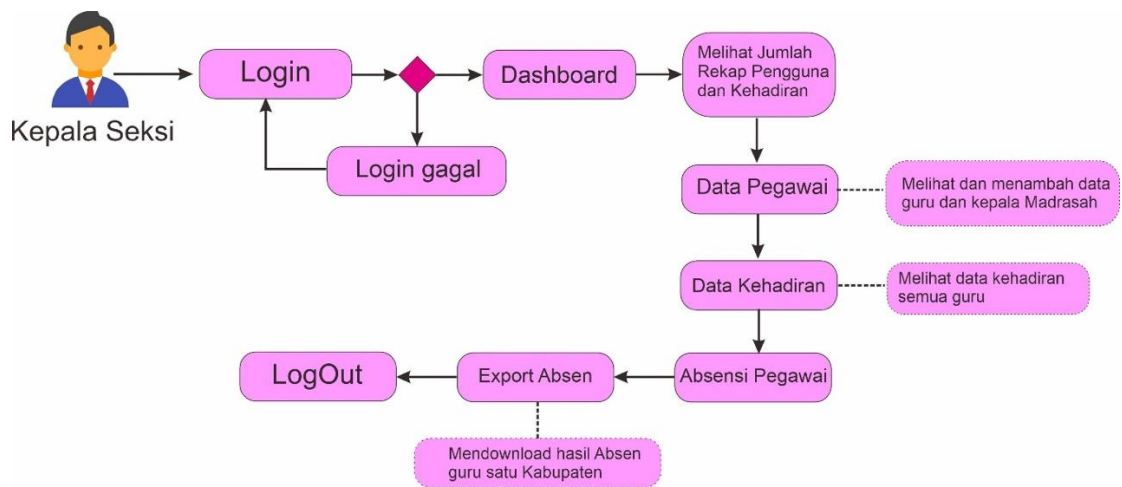 Kepala Seksi
Login
Dashboard
Melihat Jumlah
Rekap Pengguna
dan Kehadiran
Login gagal
Data Pegawai
Melihat dan menambah data
guru dan kepala Madrasah
Data Kehadiran
Melihat data kehadiran
semua guru
LogOut
Export Absen
Absensi Pegawai
Mendownload hasil Absen
guru satu Kabupaten